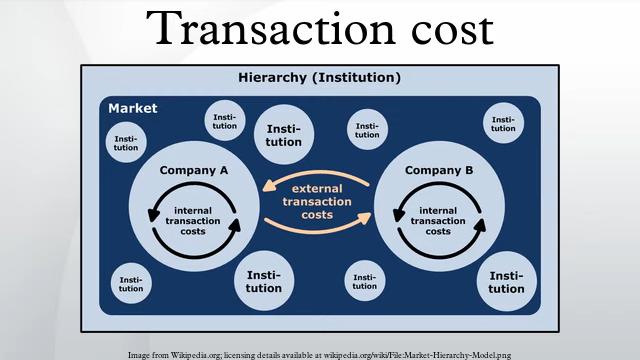 Transaction cost
Hierarchy (Institution)
Market
Insti-
tution
Insti-
tution
Insti-
tution
Insti-
tution
Insti-
tution
Company A
internal
transaction
costs
external
transaction
costs
Company B
internal
transaction
costs
Insti-
tution
Insti-
tution
Insti-
tution
Insti-
tution
Image from Wikipedia.org; licensing details available at wikipedia.org/wiki/File:Market-Hierarchy-Model.png